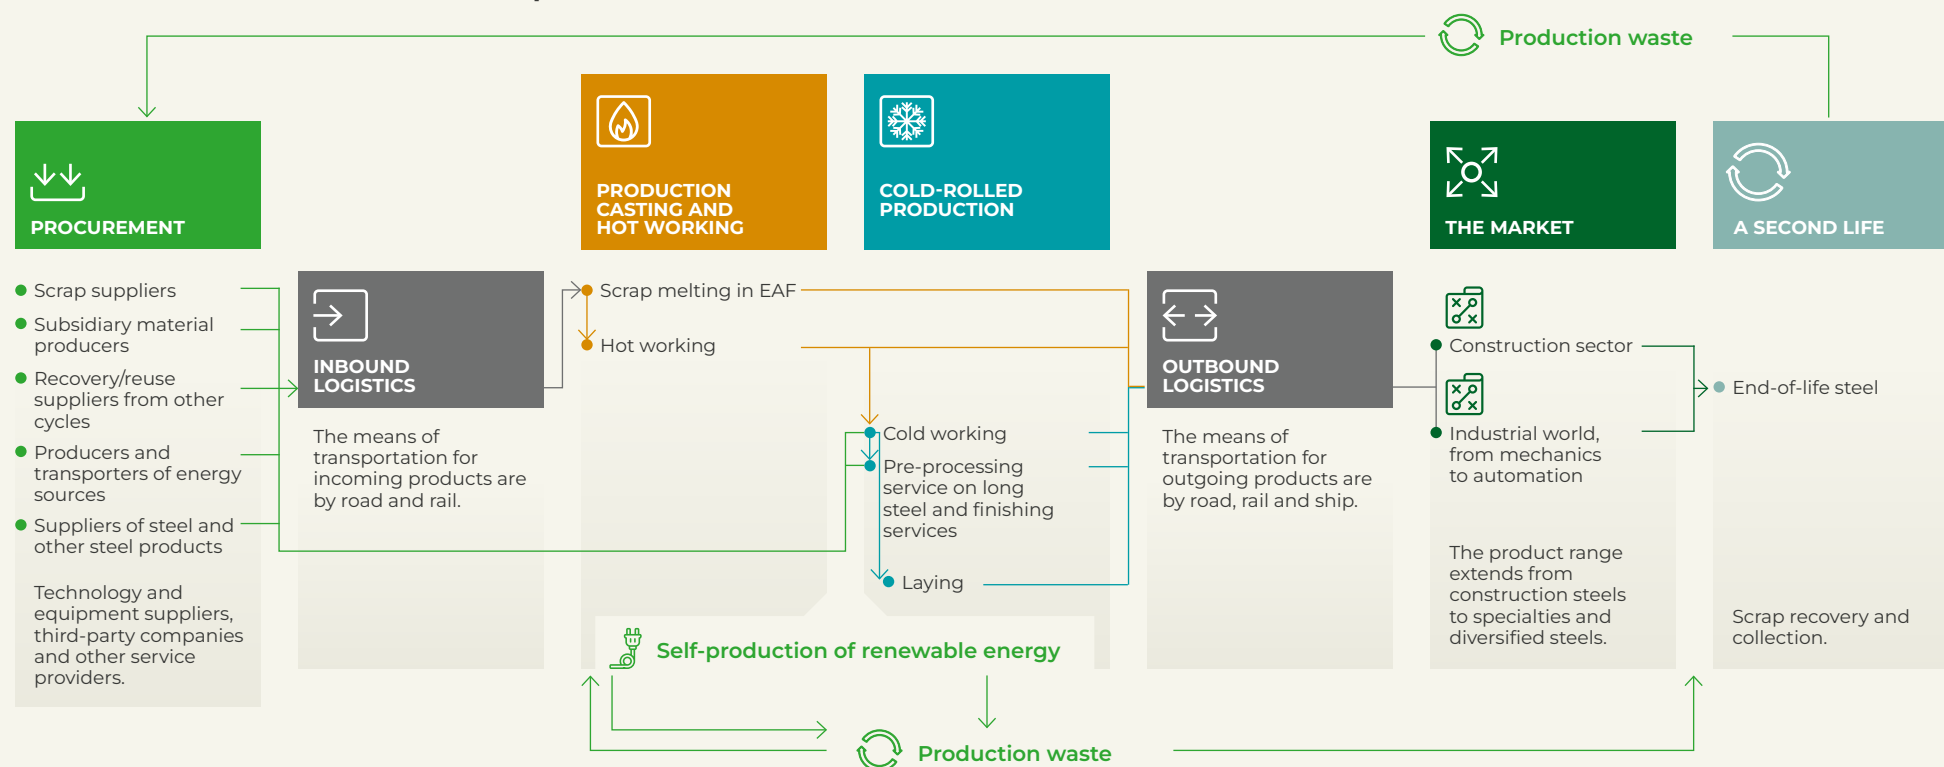 Production waste
PROCUREMENT
Scrap suppliers
Subsidiary material
producers
Recovery/reuse
suppliers from other
cycles
Producers and
transporters of energy
sources
Suppliers of steel and
other steel products
Technology and
equipment suppliers,
third-party companies
and other service
providers.
INBOUND
LOGISTICS
The means of
transportation for
incoming products are
by road and rail.
PRODUCTION
CASTING AND
HOT WORKING
Scrap melting in EAF
Hot working
COLD-ROLLED
PRODUCTION
Cold working
Pre-processing
service on long
steel and finishing
services
Laying
OUTBOUND
LOGISTICS
The means of
transportation for
outgoing products are
by road, rail and ship.
THE MARKET
Construction sector
Industrial world,
from mechanics
to automation
The product range
extends from
construction steels
to specialties and
diversified steels.
A SECOND LIFE
End-of-life steel
Scrap recovery and
collection.
Self-production of renewable energy
Production waste